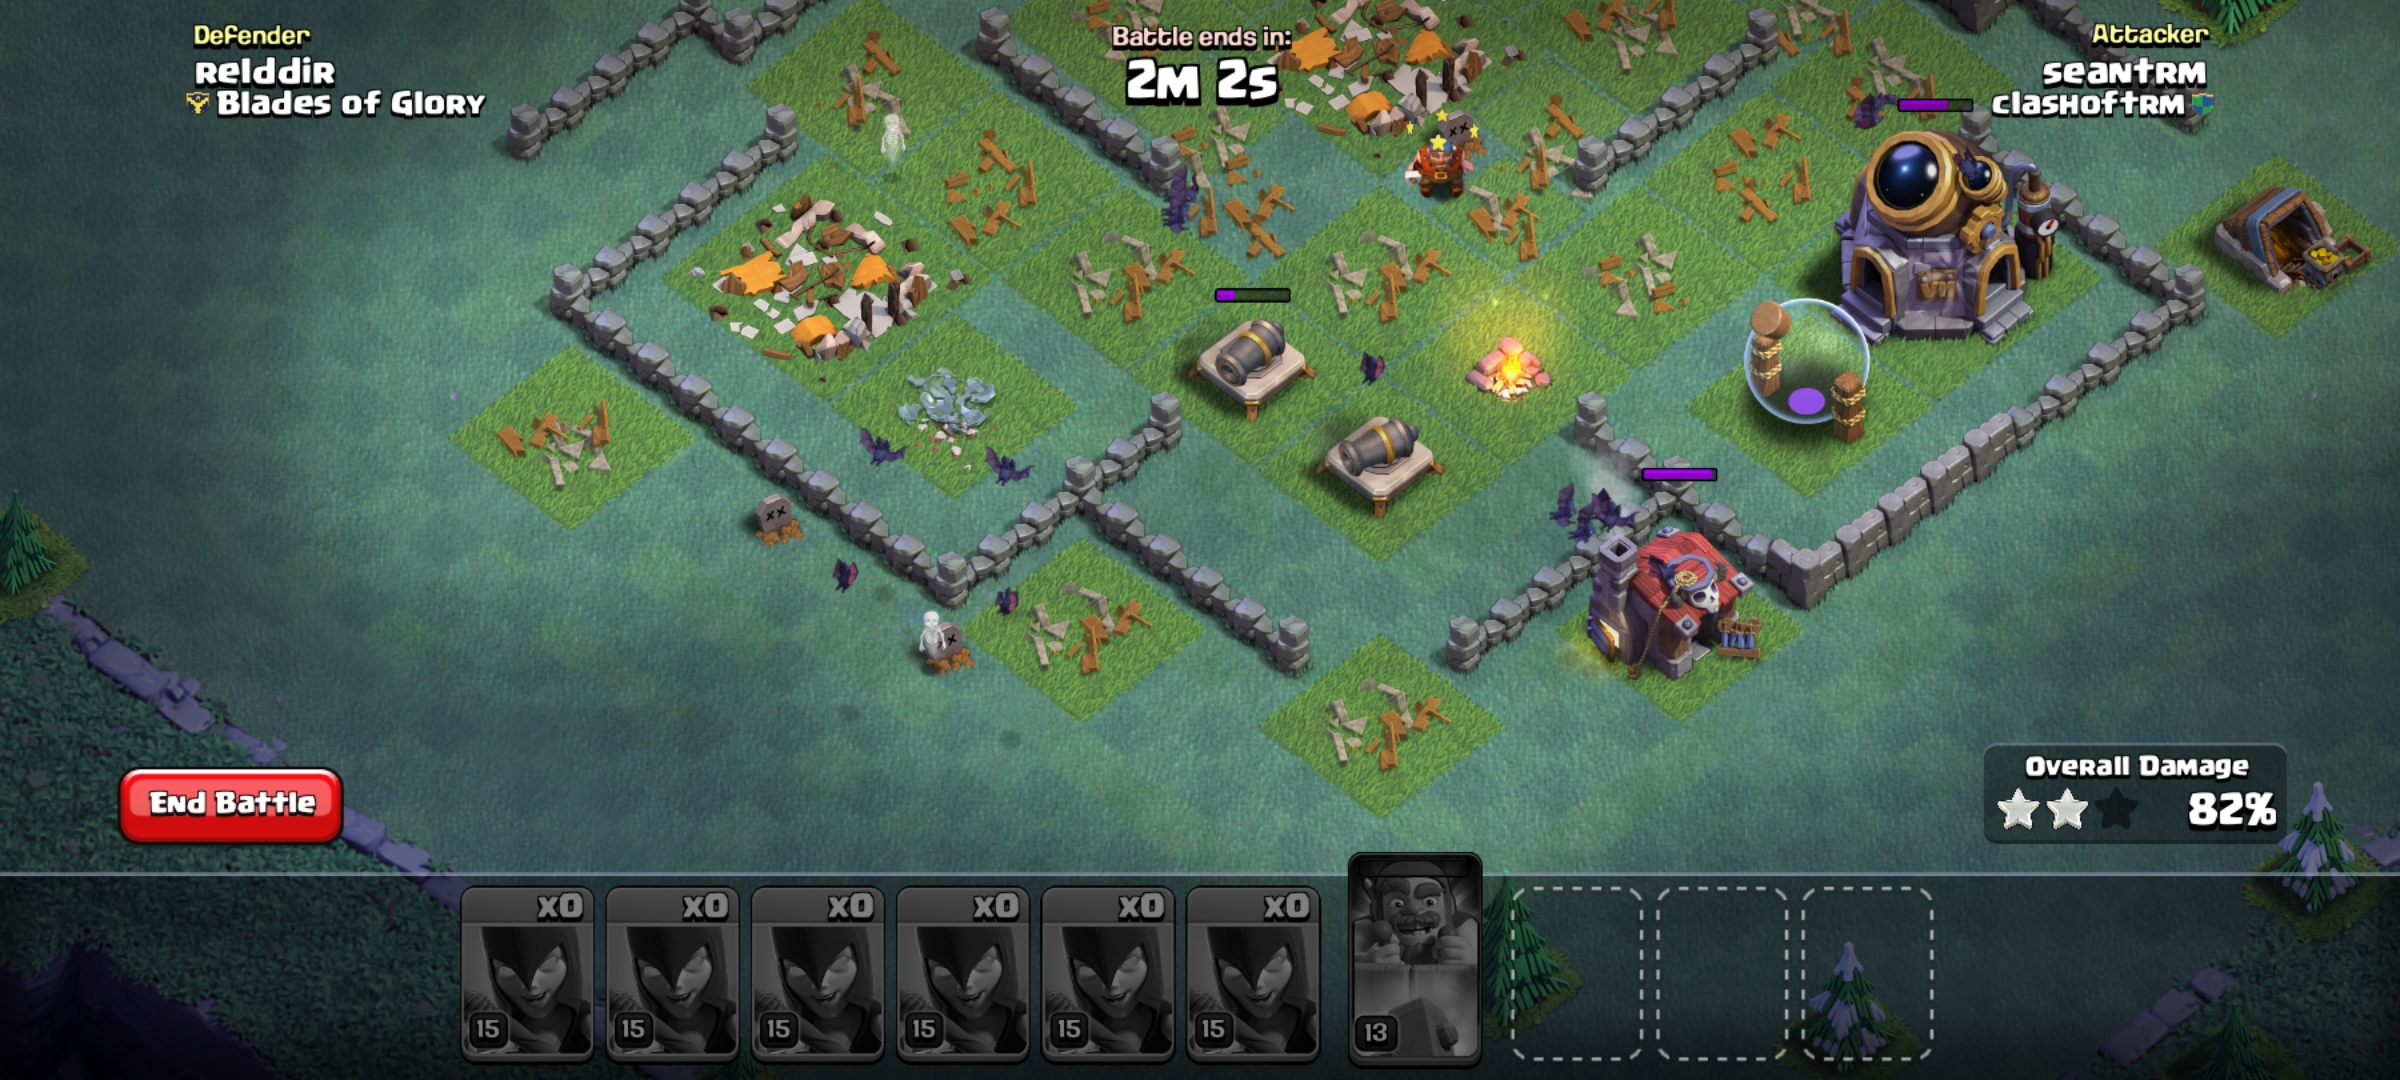 Defender
Relddir
Blades of Glory
Battle ends in:
2m 2s
Attacker
seantrm
clashoftrm
VII
End Battle
Overall Damage
82%
x0 x0 x0 x0 x0 x0
15 15 15 15 15 15 13